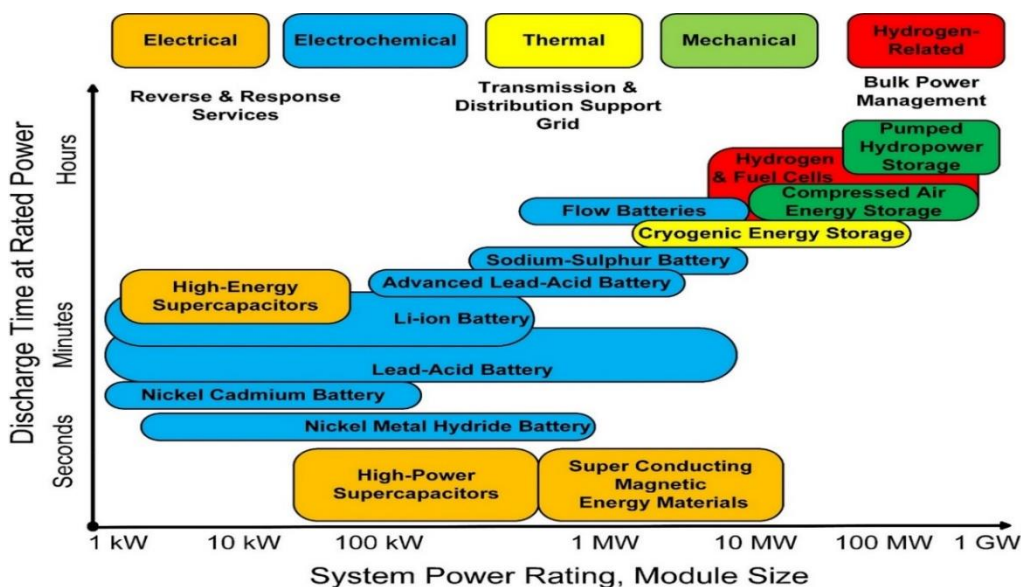 Electrical
Electrochemical
Thermal
Mechanical
Hydrogen-
Related
Reverse & Response
Services
Transmission &
Distribution Support
Grid
Bulk Power
Management
Pumped
Hydropower
Storage
Hydrogen
& Fuel Cells
Compressed Air
Energy Storage
Flow Batteries
Cryogenic Energy Storage
Sodium-Sulphur Battery
High-Energy
Supercapacitors
Advanced Lead-Acid Battery
Li-ion Battery
Lead-Acid Battery
Nickel Cadmium Battery
Nickel Metal Hydride Battery
High-Power
Supercapacitors
Super Conducting
Magnetic
Energy Materials
Discharge Time at Rated Power
Hours
Minutes
Seconds
1 kW 10 kW 100 kW 1 MW 10 MW 100 MW 1 GW
System Power Rating, Module Size